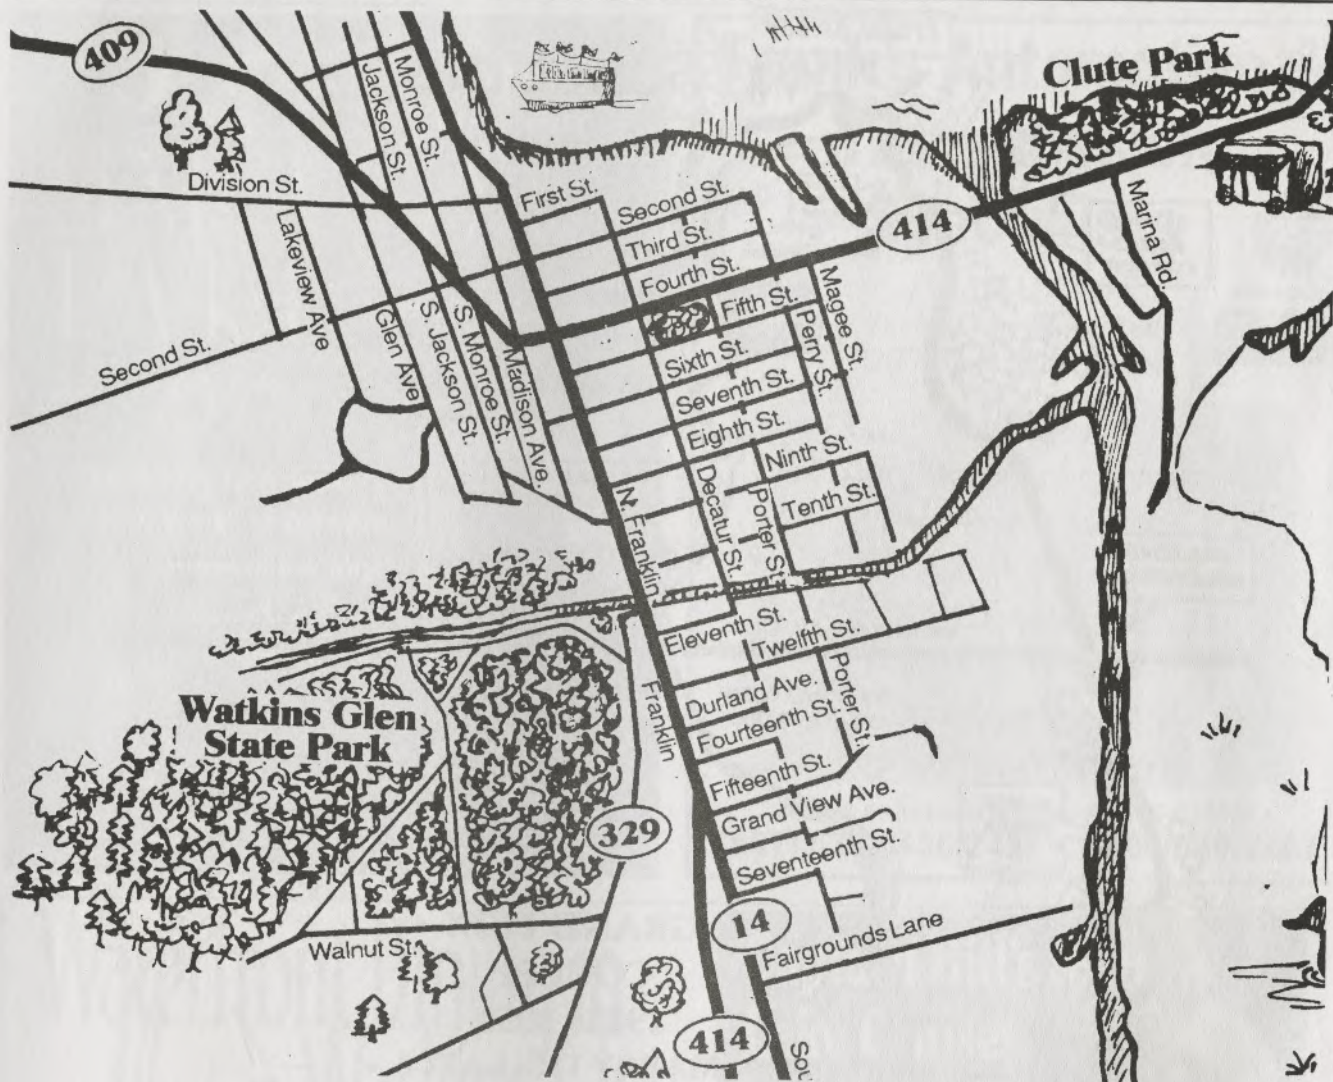 409
Clute Park
Monroe St.
Jackson St.
Division St.
First St.
Second St.
Third St.
Fourth St.
414
Marina Rd.
Lakeview Ave
Glen Ave
S. Jackson St.
S. Monroe St.
Madison Ave.
Second St.
Fifth St.
Magee St.
Perry St.
Sixth St.
Seventh St.
Eighth St.
Ninth St.
Tenth St.
N. Franklin
Decatur St.
Porter St.
Eleventh St.
Twelfth St.
Watkins Glen
State Park
Franklin
Durland Ave.
Porter St.
Fourteenth St.
Fifteenth St.
Grand View Ave.
329
Seventeenth St.
14
Walnut St.
Fairgrounds Lane
414
Sou